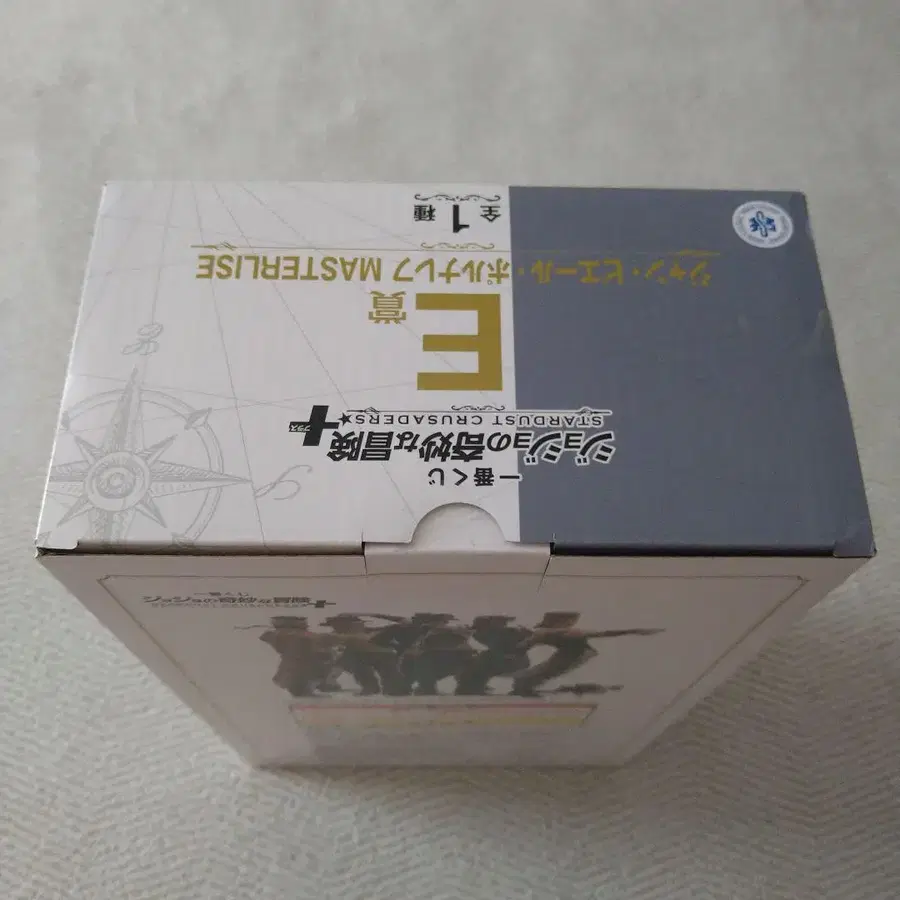 一番くじ
ジョジョの奇妙な冒険+
プラス
STARDUST CRUSADERS★
E賞
ジャン・ピエール・ポルナレフ MASTERLISE
全1種